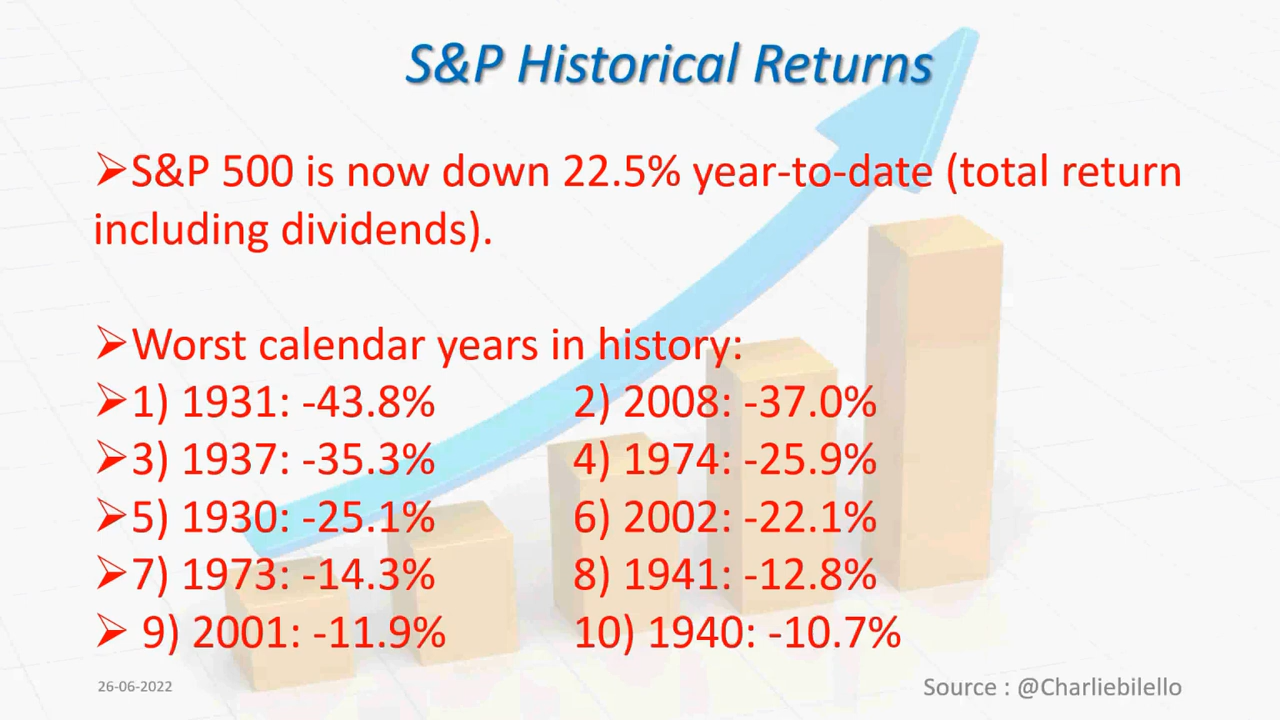 S&P Historical Returns
➢S&P 500 is now down 22.5% year-to-date (total return
including dividends).
➢Worst calendar years in history:
➢1) 1931: -43.8% 2) 2008: -37.0%
➢3) 1937: -35.3% 4) 1974: -25.9%
➢5) 1930: -25.1% 6) 2002: -22.1%
➢7) 1973: -14.3% 8) 1941: -12.8%
➢ 9) 2001: -11.9% 10) 1940: -10.7%
26-06-2022 Source : @Charliebilello